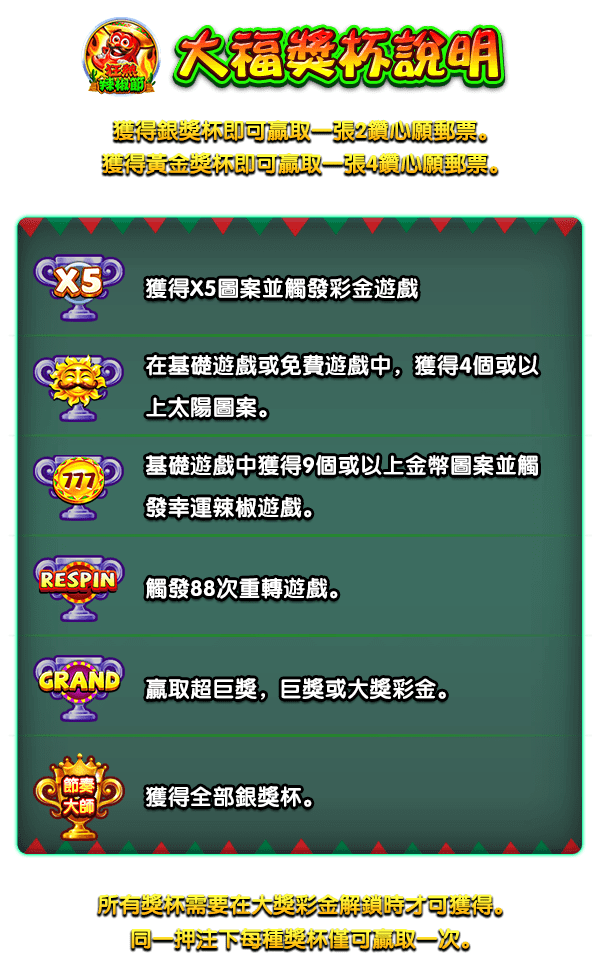 狂熱
辣椒節
大福獎杯說明
獲得銀獎杯即可贏取一張2鑽心願郵票。
獲得黃金獎杯即可贏取一張4鑽心願郵票。
X5
獲得X5圖案並觸發彩金遊戲
在基礎遊戲或免費遊戲中，獲得4個或以
上太陽圖案。
777
基礎遊戲中獲得9個或以上金幣圖案並觸
發幸運辣椒遊戲。
RESPIN
觸發88次重轉遊戲。
GRAND
贏取超巨獎，巨獎或大獎彩金。
節奏
大師
獲得全部銀獎杯。
所有獎杯需要在大獎彩金解鎖時才可獲得。
同一押注下每種獎杯僅可贏取一次。